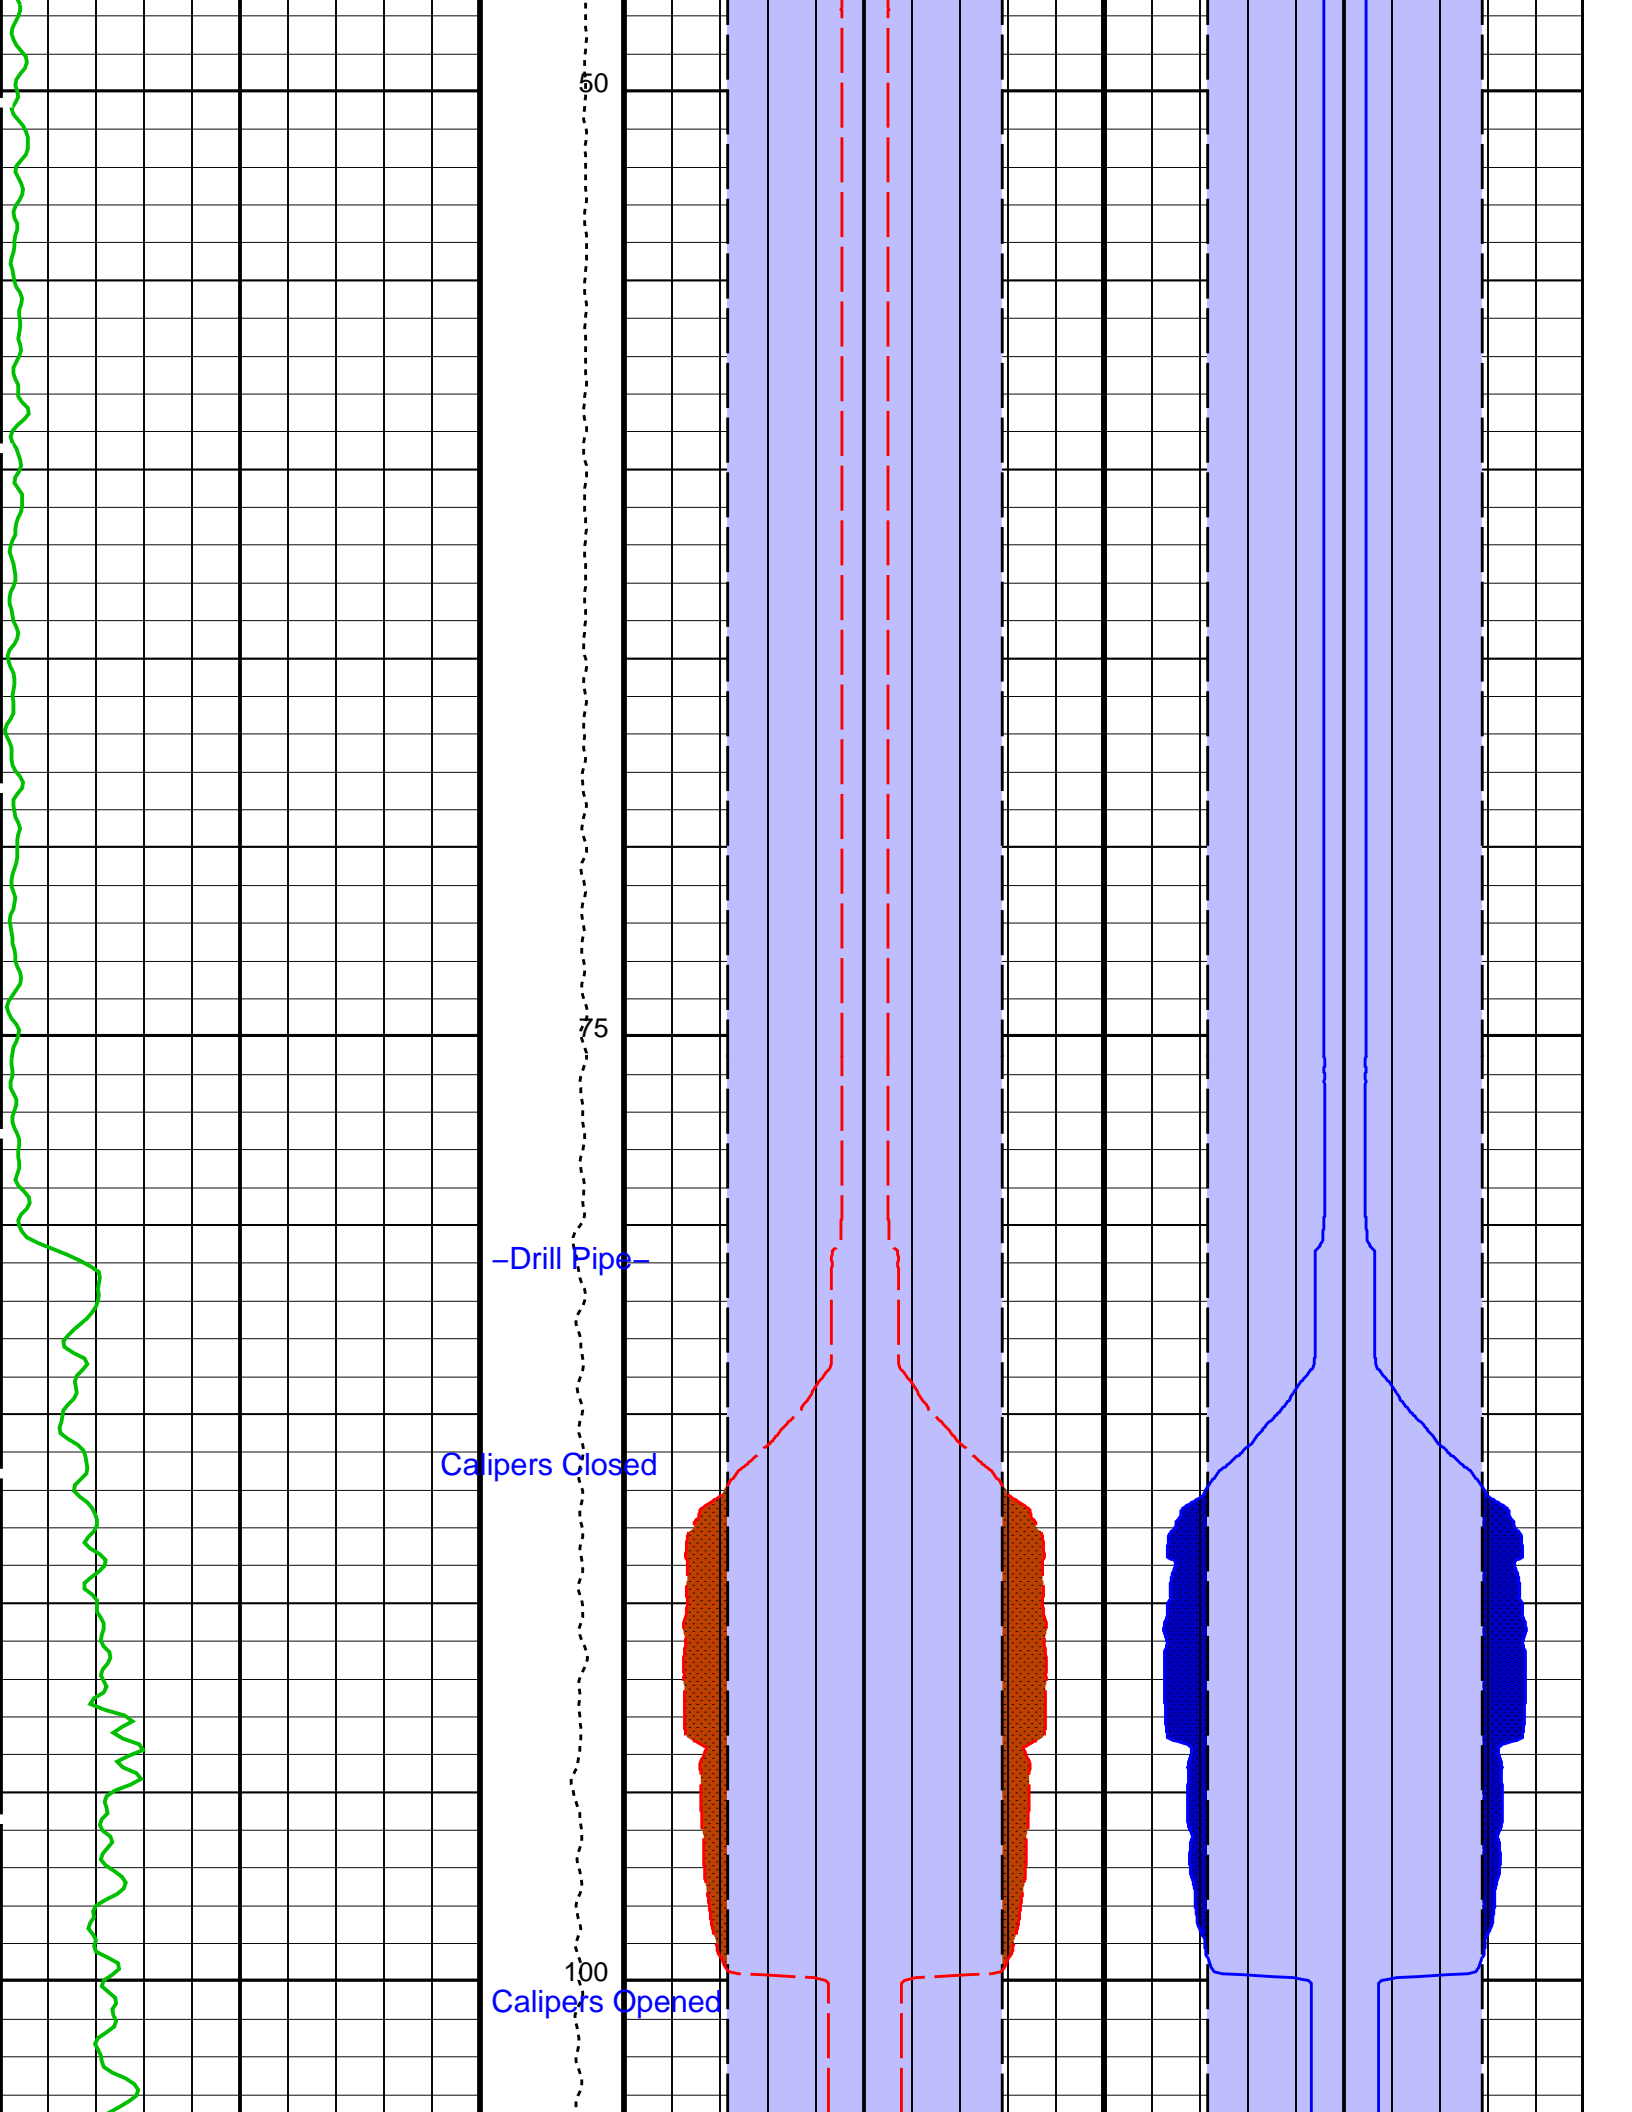 50
75
–Drill Pipe–
Calipers Closed
100
Calipers Opened